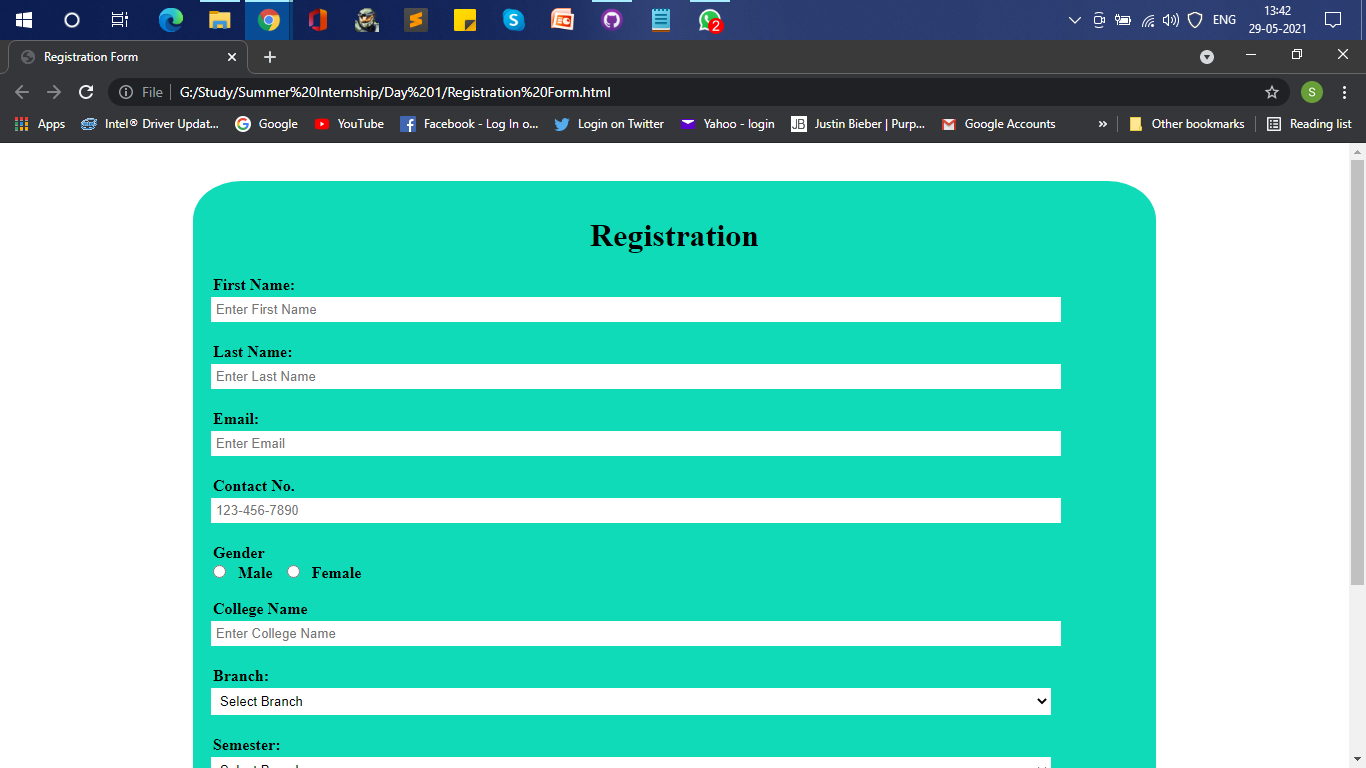 ENG
13:42
29-05-2021
2
Registration Form
File
G:/Study/Summer%20Internship/Day%201/Registration%20Form.html
S
Apps
Intel® Driver Updat...
Google
YouTube
Facebook - Log In o...
Login on Twitter
Yahoo - login
JB
Justin Bieber | Purp...
Google Accounts
»
Other bookmarks
Reading list
Registration
First Name:
Enter First Name
Last Name:
Enter Last Name
Email:
Enter Email
Contact No.
123-456-7890
Gender
Male Female
College Name
Enter College Name
Branch:
Select Branch
Semester:
Select Branch